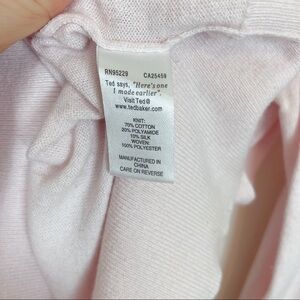 RN95229 CA25459
Ted says, "Here's one
I made earlier".
Visit Ted@
www.tedbaker.com
KNIT:
70% COTTON
20% POLYAMIDE
10% SILK
WOVEN:
100% POLYESTER
MANUFACTURED IN
CHINA
CARE ON REVERSE